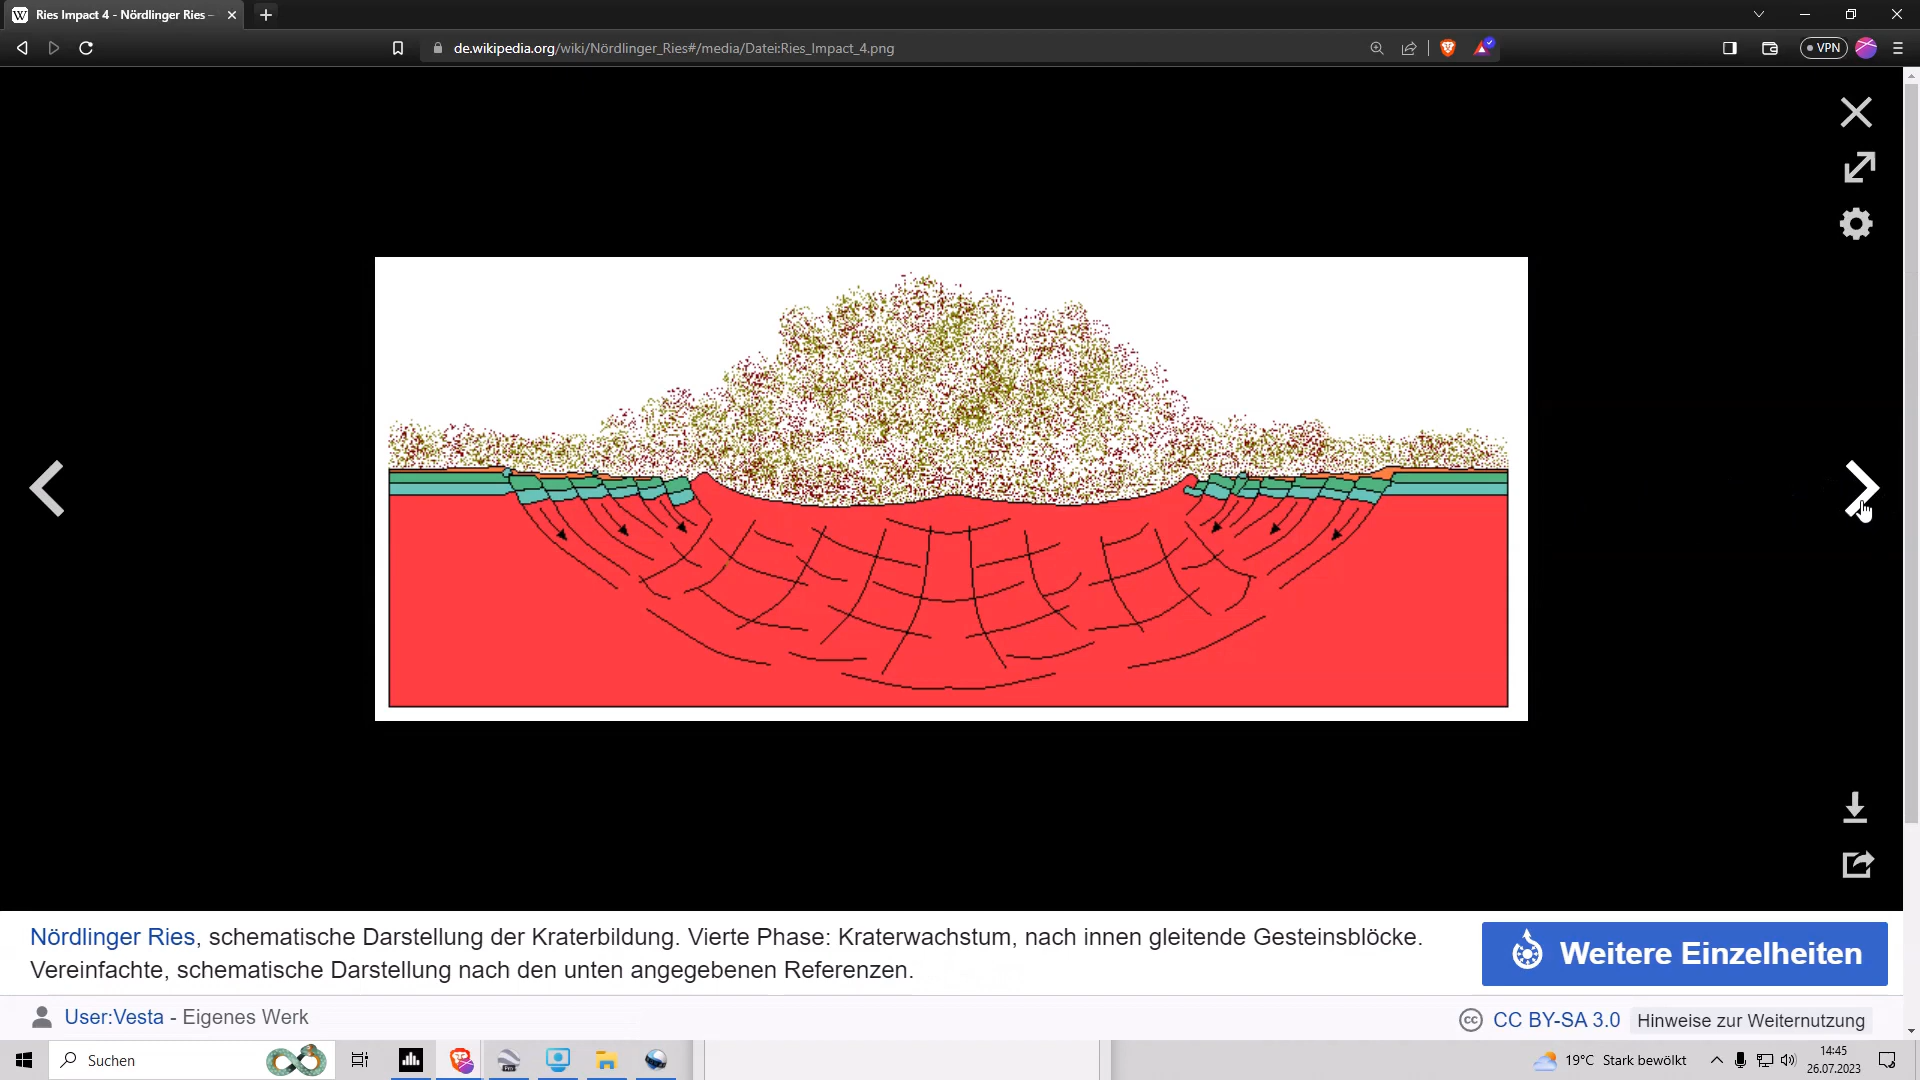 Ries Impact 4 - Nördlinger Ries –
de.wikipedia.org/wiki/Nördlinger_Ries#/media/Datei:Ries_Impact_4.png
VPN
Nördlinger Ries, schematische Darstellung der Kraterbildung. Vierte Phase: Kraterwachstum, nach innen gleitende Gesteinsblöcke.
Vereinfachte, schematische Darstellung nach den unten angegebenen Referenzen.
Weitere Einzelheiten
User:Vesta - Eigenes Werk
cc CC BY-SA 3.0 Hinweise zur Weiternutzung
Suchen
19°C Stark bewölkt
14:45
26.07.2023